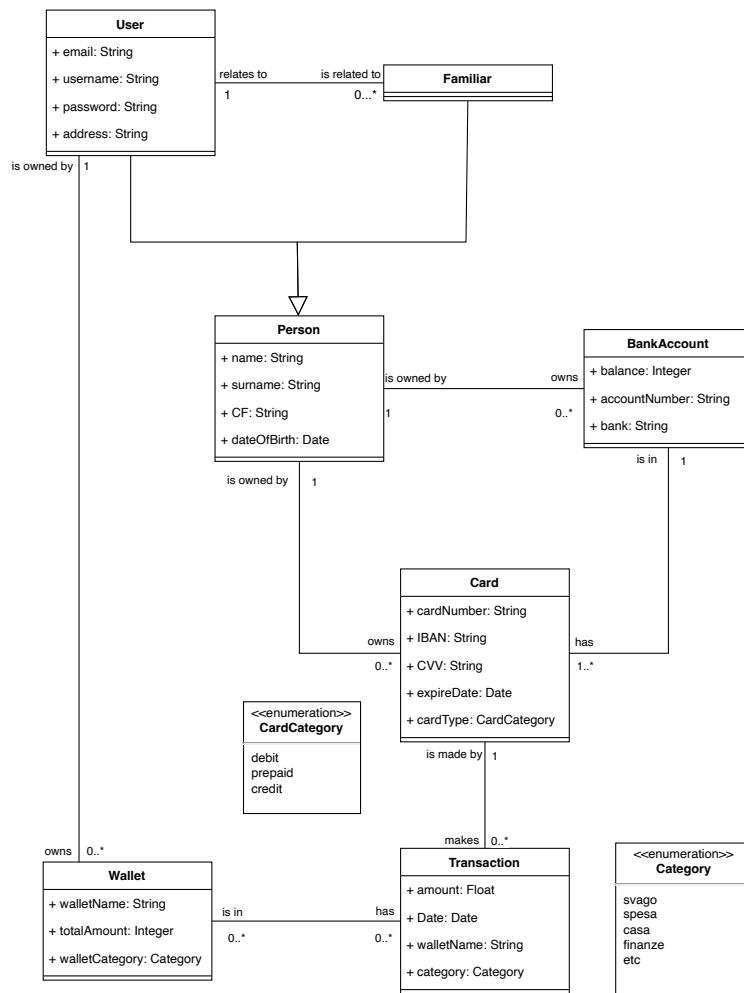 User
+ email: String
+ username: String
+ password: String
+ address: String
relates to
1
is related to
0...*
Familiar
is owned by
1
Person
+ name: String
+ surname: String
+ CF: String
+ dateOfBirth: Date
is owned by
1
owns
0..*
BankAccount
+ balance: Integer
+ accountNumber: String
+ bank: String
is in
1
is owned by
1
Card
+ cardNumber: String
+ IBAN: String
+ CVV: String
+ expireDate: Date
+ cardType: CardCategory
owns
0..*
has
1..*
<<enumeration>>
CardCategory
debit
prepaid
credit
is made by
1
makes
0..*
owns
0..*
Wallet
+ walletName: String
+ totalAmount: Integer
+ walletCategory: Category
is in
0..*
has
0..*
Transaction
+ amount: Float
+ Date: Date
+ walletName: String
+ category: Category
<<enumeration>>
Category
svago
spesa
casa
finanze
etc